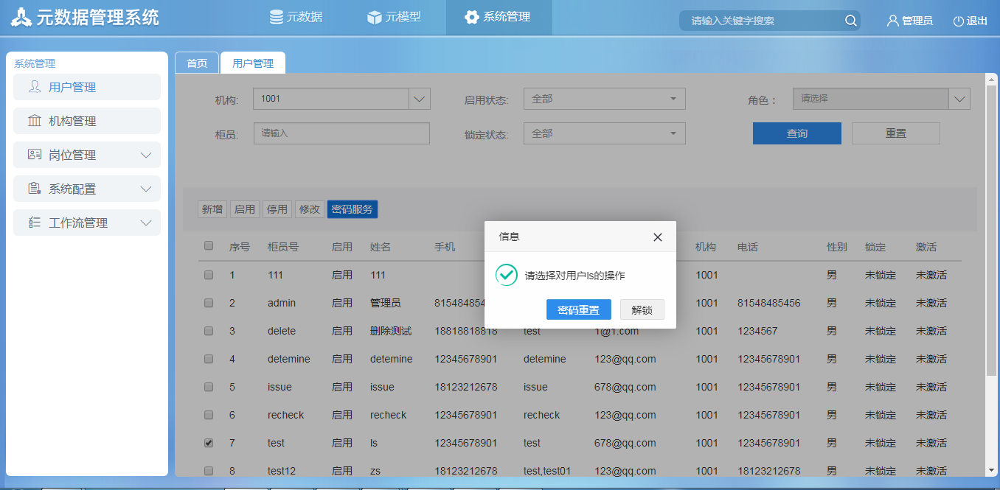 元数据管理系统 元数据 元模型 系统管理 请输入关键字搜索 管理员 退出
系统管理
用户管理
机构管理
岗位管理
系统配置
工作流管理
首页 用户管理
机构: 1001 启用状态: 全部 角色： 请选择
柜员: 请输入 锁定状态: 全部 查询 重置
新增 启用 停用 修改 密码服务
信息
请选择对用户ls的操作
密码重置 解锁
序号 柜员号 启用 姓名 手机 机构 电话 性别 锁定 激活
1 111 启用 111 1001 男 未锁定 未激活
2 admin 启用 管理员 81548454 1001 81548485456 男 未锁定 未激活
3 delete 启用 删除测试 18818818818 test 1@1.com 1001 1234567 男 未锁定 未激活
4 detemine 启用 detemine 12345678901 detemine 123@qq.com 1001 12345678901 男 未锁定 未激活
5 issue 启用 issue 18123212678 issue 678@qq.com 1001 12345678901 男 未锁定 未激活
6 recheck 启用 recheck 12345678901 recheck 123@qq.com 1001 12345678901 男 未锁定 未激活
7 test 启用 ls 12345678901 test 678@qq.com 1001 12345678901 男 未锁定 未激活
8 test12 启用 zs 18123212678 test,test01 123@qq.com 1001 18123212678 男 未锁定 未激活